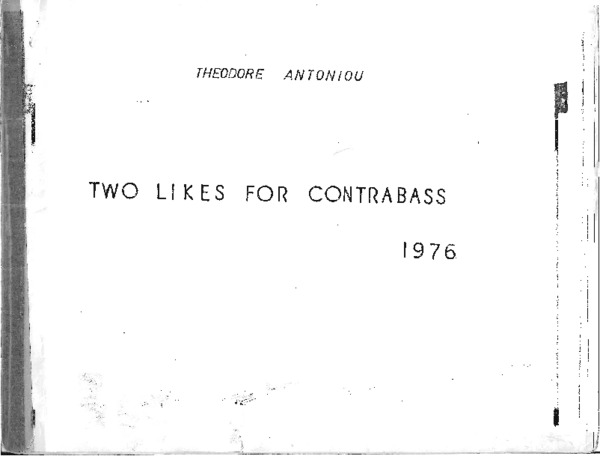 THEODORE ANTONIOU
TWO LIKES FOR CONTRABASS
1976